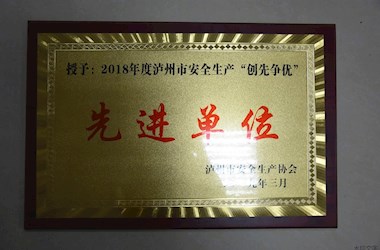 授予：2018年度泸州市安全生产“创先争优”
先进单位
泸州市安全生产协会
九年三月